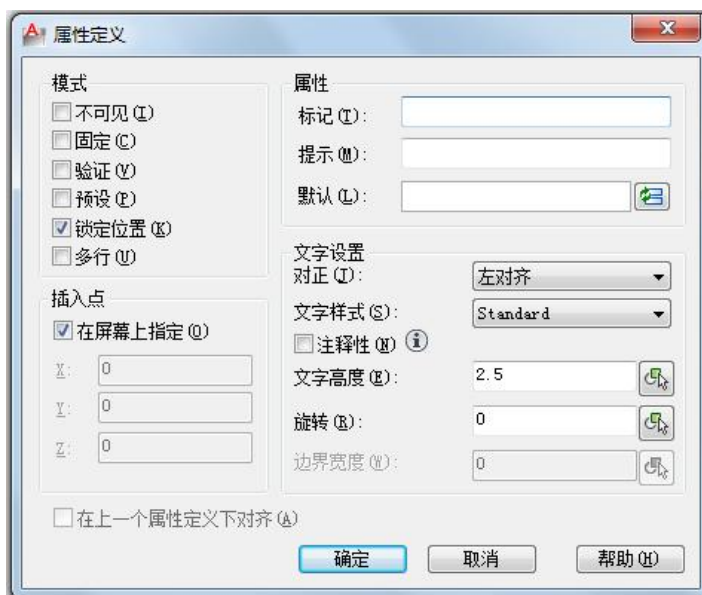 属性定义
模式
不可见(I)
固定(C)
验证(V)
预设(P)
锁定位置(K)
多行(U)
插入点
在屏幕上指定(O)
X: 0
Y: 0
Z: 0
属性
标记(T):
提示(M):
默认(L):
文字设置
对正(J): 左对齐
文字样式(S): Standard
注释性(N)
文字高度(E): 2.5
旋转(R): 0
边界宽度(W): 0
在上一个属性定义下对齐(A)
确定 取消 帮助(H)